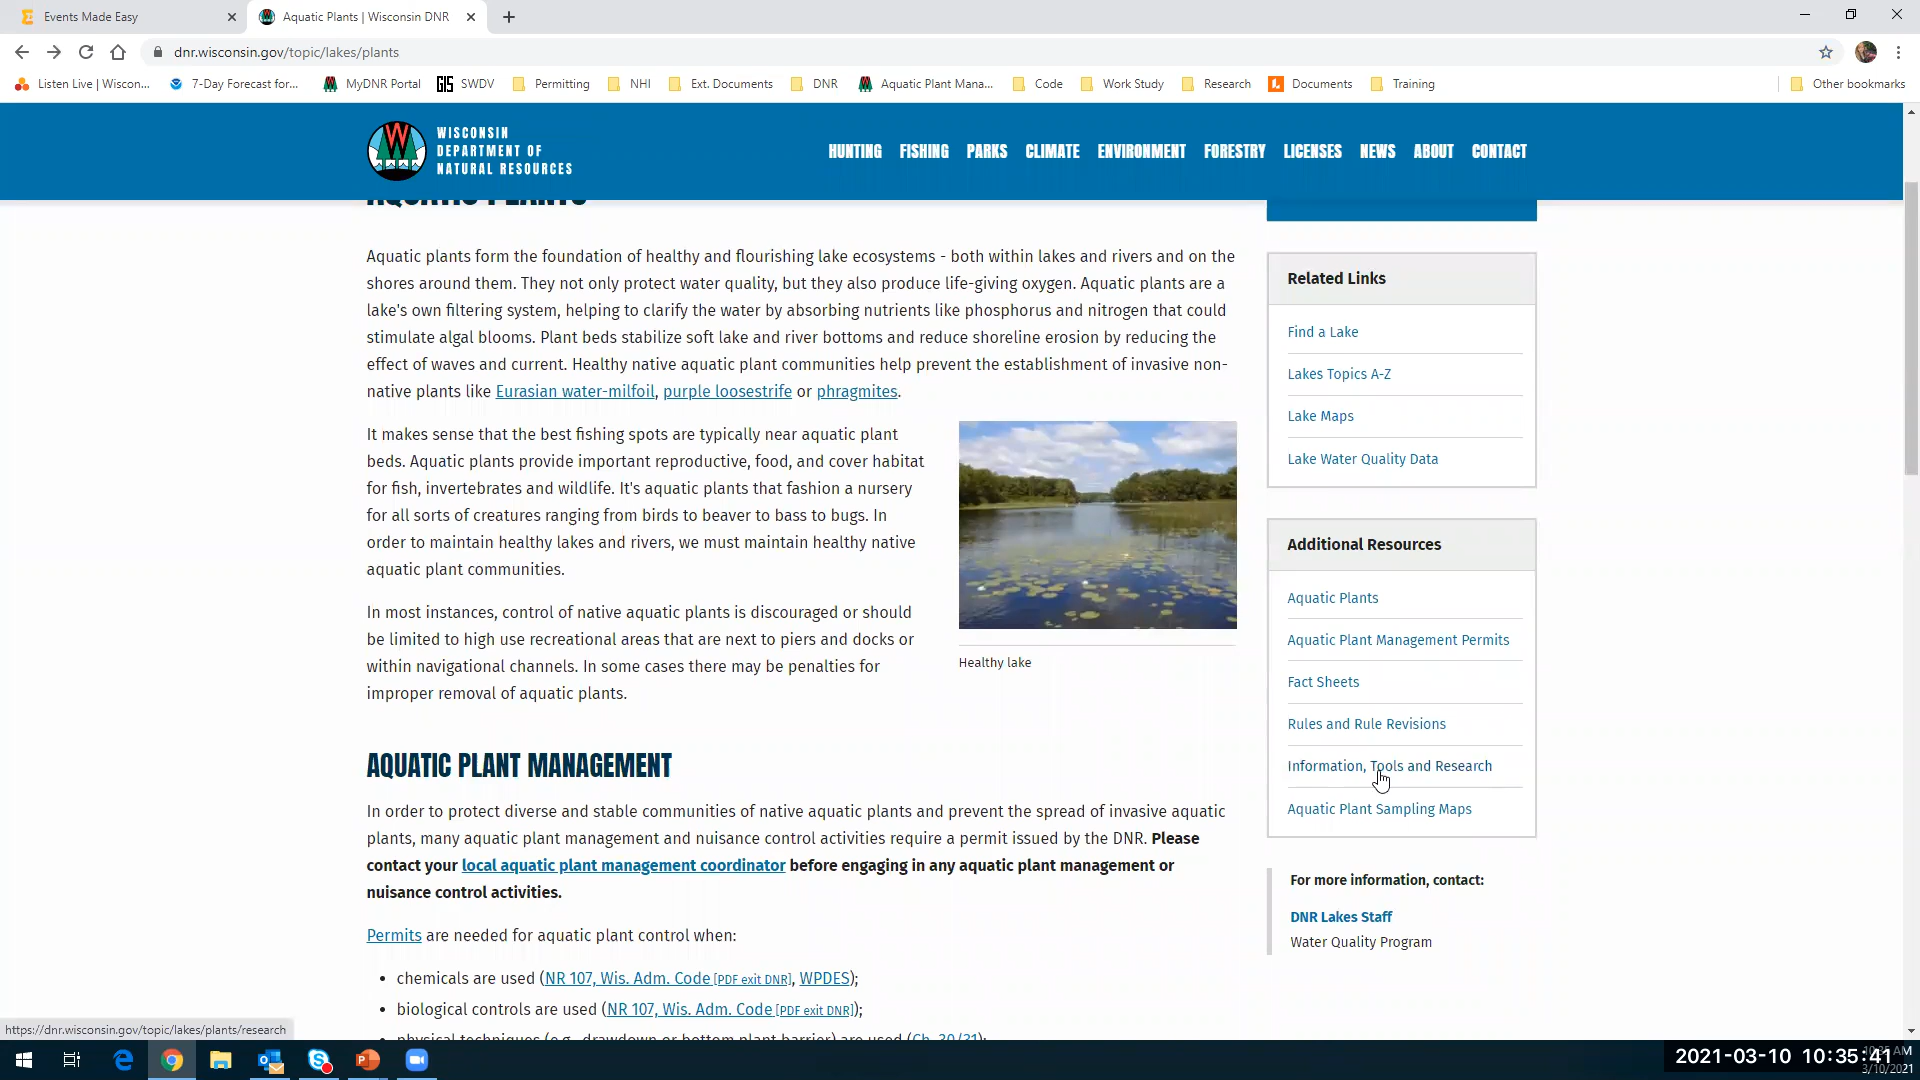 Events Made Easy
Aquatic Plants | Wisconsin DNR
dnr.wisconsin.gov/topic/lakes/plants
Listen Live | Wiscon...
7-Day Forecast for...
MyDNR Portal
GIS SWDV
Permitting
NHI
Ext. Documents
DNR
Aquatic Plant Mana...
Code
Work Study
Research
Documents
Training
Other bookmarks
WISCONSIN
DEPARTMENT OF
NATURAL RESOURCES
HUNTING FISHING PARKS CLIMATE ENVIRONMENT FORESTRY LICENSES NEWS ABOUT CONTACT
AQUATIC PLANTS
Aquatic plants form the foundation of healthy and flourishing lake ecosystems - both within lakes and rivers and on the
shores around them. They not only protect water quality, but they also produce life-giving oxygen. Aquatic plants are a
lake's own filtering system, helping to clarify the water by absorbing nutrients like phosphorus and nitrogen that could
stimulate algal blooms. Plant beds stabilize soft lake and river bottoms and reduce shoreline erosion by reducing the
effect of waves and current. Healthy native aquatic plant communities help prevent the establishment of invasive non-
native plants like Eurasian water-milfoil, purple loosestrife or phragmites.
It makes sense that the best fishing spots are typically near aquatic plant
beds. Aquatic plants provide important reproductive, food, and cover habitat
for fish, invertebrates and wildlife. It's aquatic plants that fashion a nursery
for all sorts of creatures ranging from birds to beaver to bass to bugs. In
order to maintain healthy lakes and rivers, we must maintain healthy native
aquatic plant communities.
In most instances, control of native aquatic plants is discouraged or should
be limited to high use recreational areas that are next to piers and docks or
within navigational channels. In some cases there may be penalties for
improper removal of aquatic plants.
Healthy lake
AQUATIC PLANT MANAGEMENT
In order to protect diverse and stable communities of native aquatic plants and prevent the spread of invasive aquatic
plants, many aquatic plant management and nuisance control activities require a permit issued by the DNR. Please
contact your local aquatic plant management coordinator before engaging in any aquatic plant management or
nuisance control activities.
Permits are needed for aquatic plant control when:
• chemicals are used (NR 107, Wis. Adm. Code [PDF exit DNR], WPDES);
• biological controls are used (NR 107, Wis. Adm. Code [PDF exit DNR]);
physical techniques (e.g., drawdown or bottom plant barrier) are used (Ch. 30/31);
Related Links
Find a Lake
Lakes Topics A-Z
Lake Maps
Lake Water Quality Data
Additional Resources
Aquatic Plants
Aquatic Plant Management Permits
Fact Sheets
Rules and Rule Revisions
Information, Tools and Research
Aquatic Plant Sampling Maps
For more information, contact:
DNR Lakes Staff
Water Quality Program
https://dnr.wisconsin.gov/topic/lakes/plants/research
2021-03-10 10:35:41
10:35 AM
3/10/2021